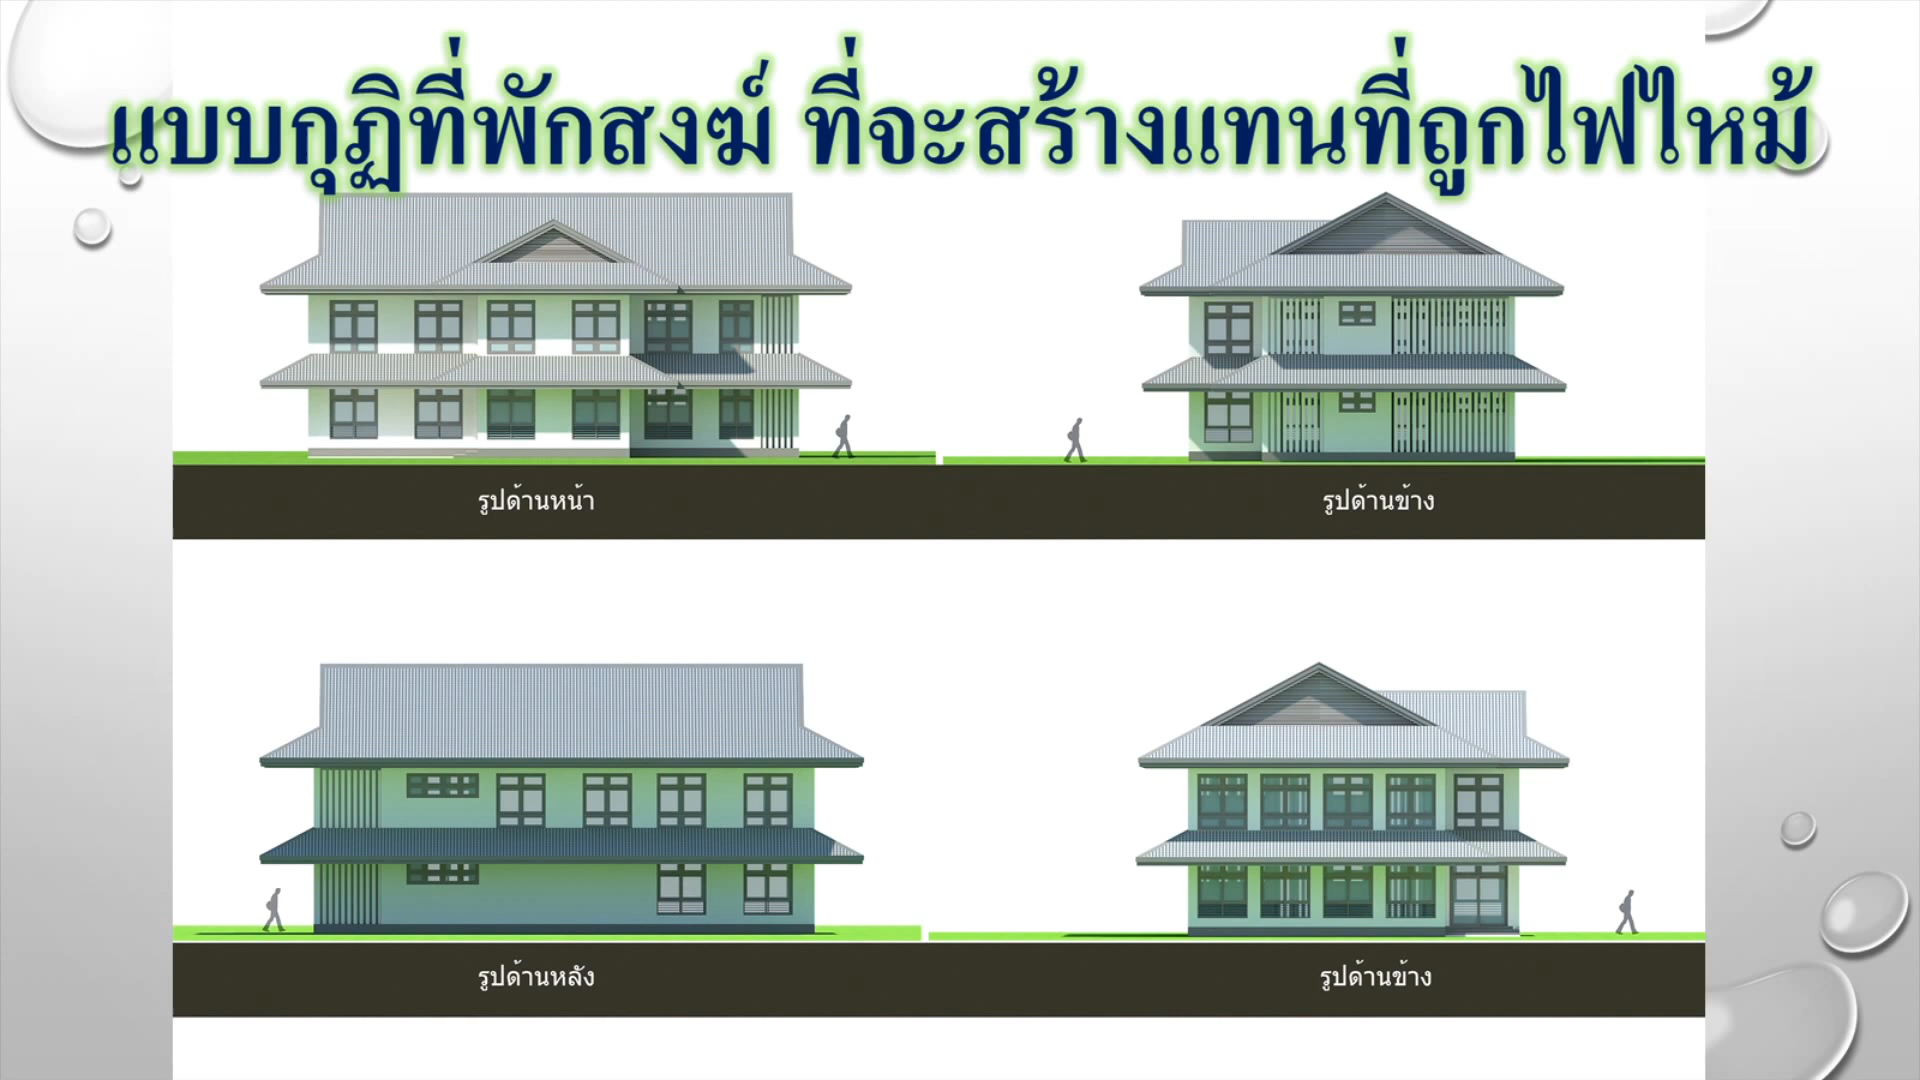 แบบกุฏิที่พักสงฆ์ ที่จะสร้างแทนที่ถูกไฟไหม้
รูปด้านหน้า
รูปด้านข้าง
รูปด้านหลัง
รูปด้านข้าง